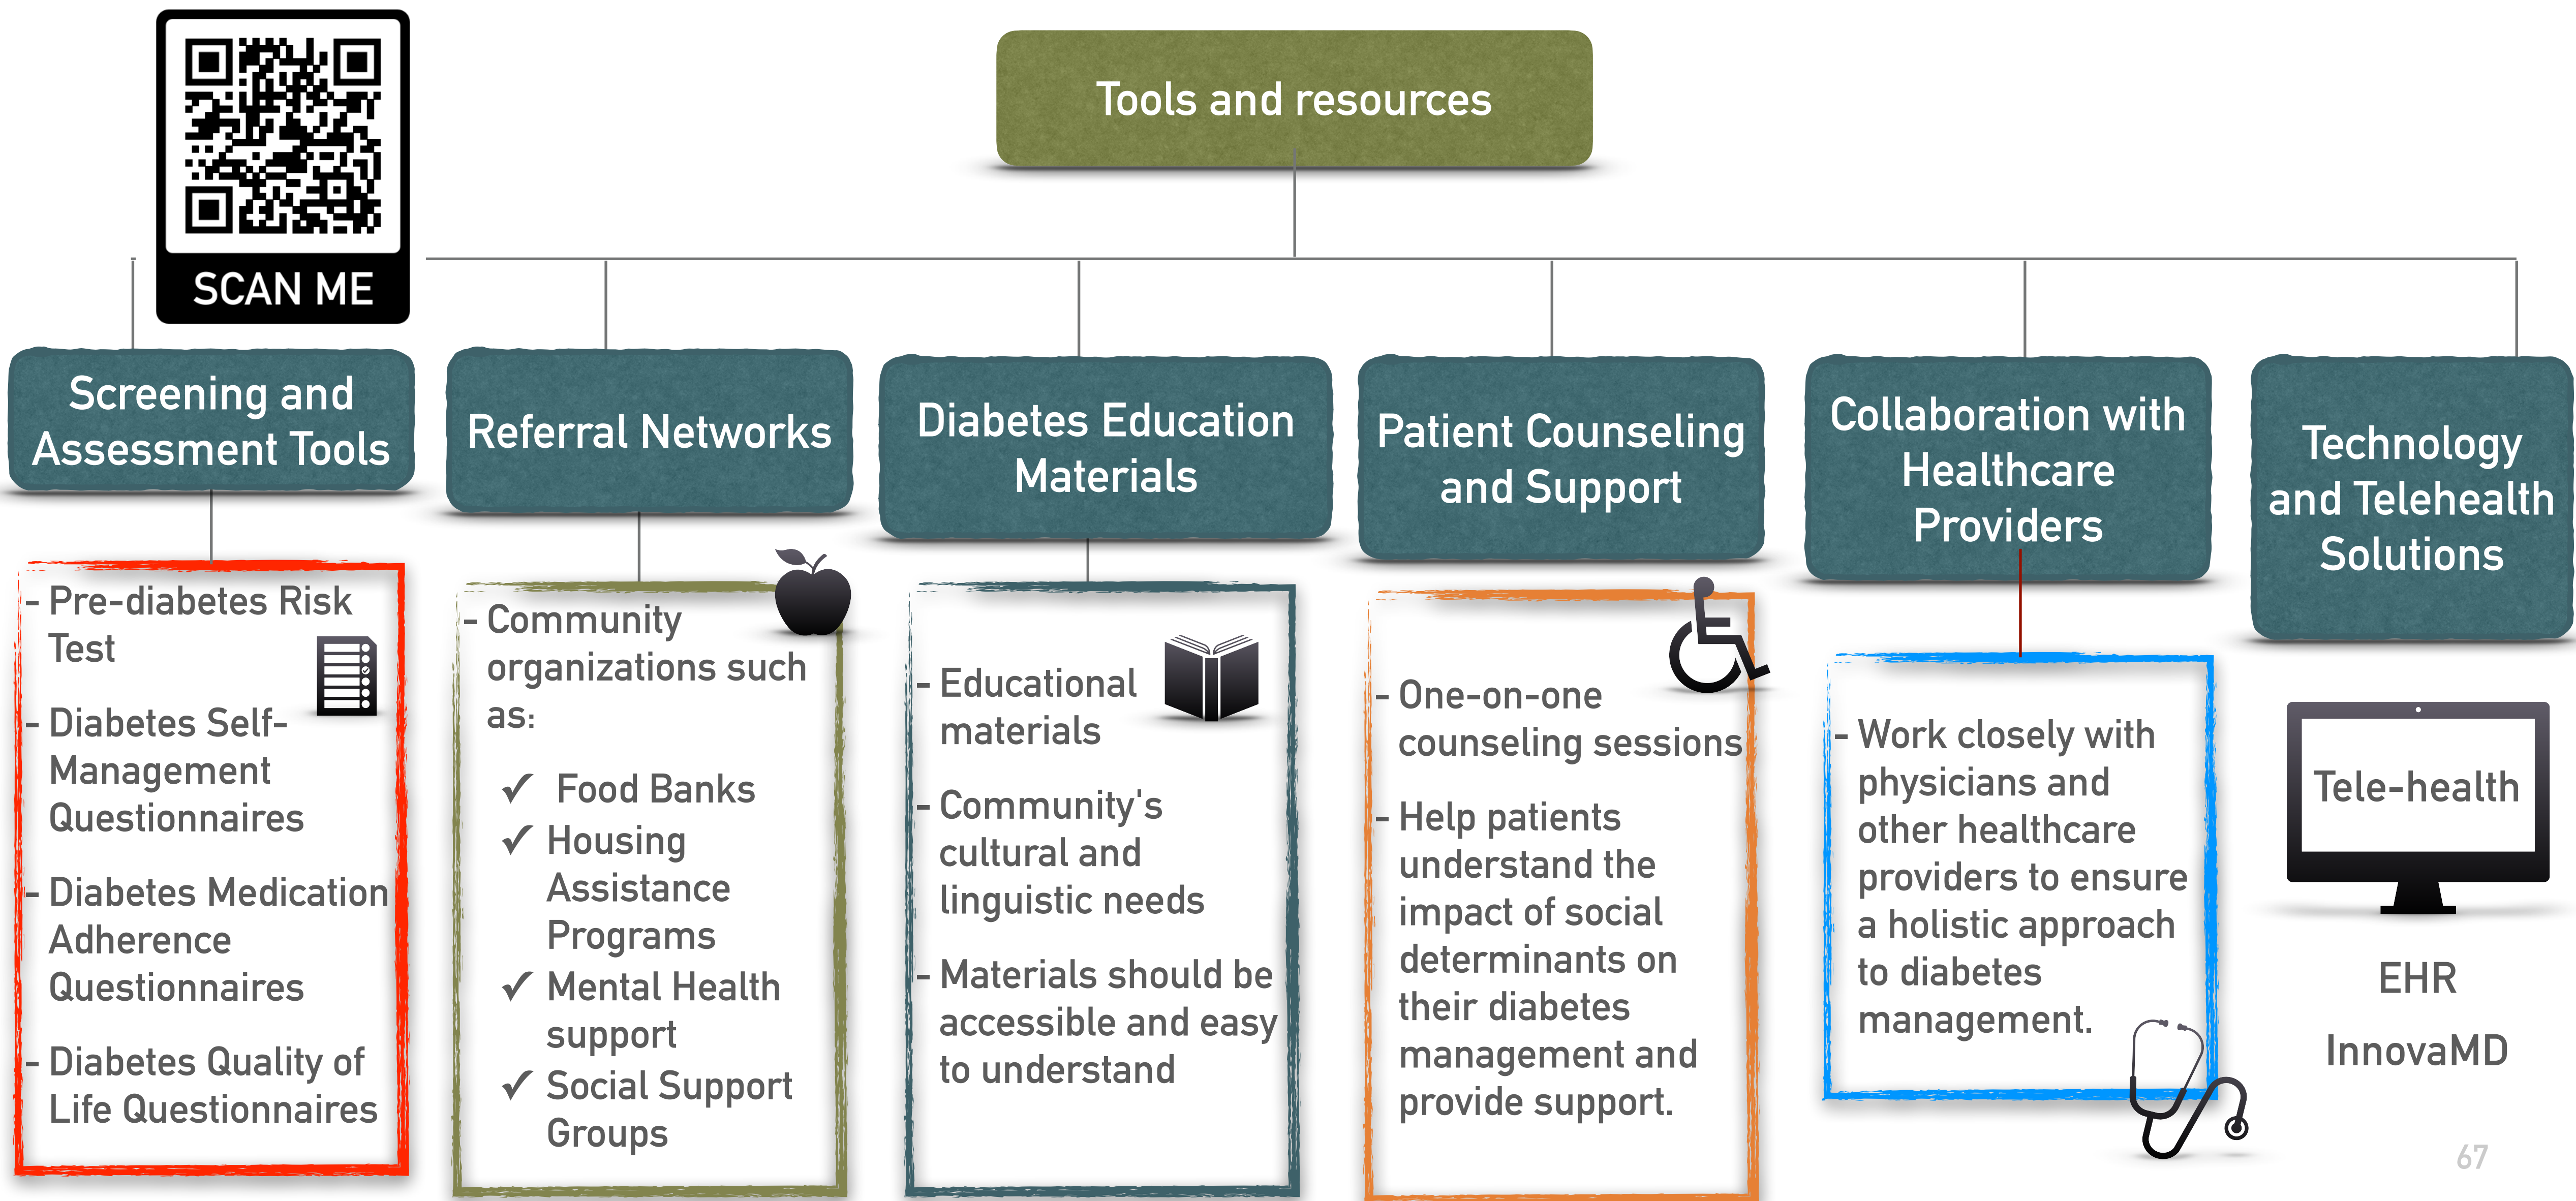 SCAN ME
Tools and resources
Screening and
Assessment Tools
- Pre-diabetes Risk
Test
- Diabetes Self-
Management
Questionnaires
- Diabetes Medication
Adherence
Questionnaires
- Diabetes Quality of
Life Questionnaires
Referral Networks
- Community
organizations such
as:
✓ Food Banks
✓ Housing
Assistance
Programs
✓ Mental Health
support
✓ Social Support
Groups
Diabetes Education
Materials
- Educational
materials
- Community's
cultural and
linguistic needs
- Materials should be
accessible and easy
to understand
Patient Counseling
and Support
- One-on-one
counseling sessions
- Help patients
understand the
impact of social
determinants on
their diabetes
management and
provide support.
Collaboration with
Healthcare
Providers
- Work closely with
physicians and
other healthcare
providers to ensure
a holistic approach
to diabetes
management.
Technology
and Telehealth
Solutions
Tele-health
EHR
InnovaMD
67